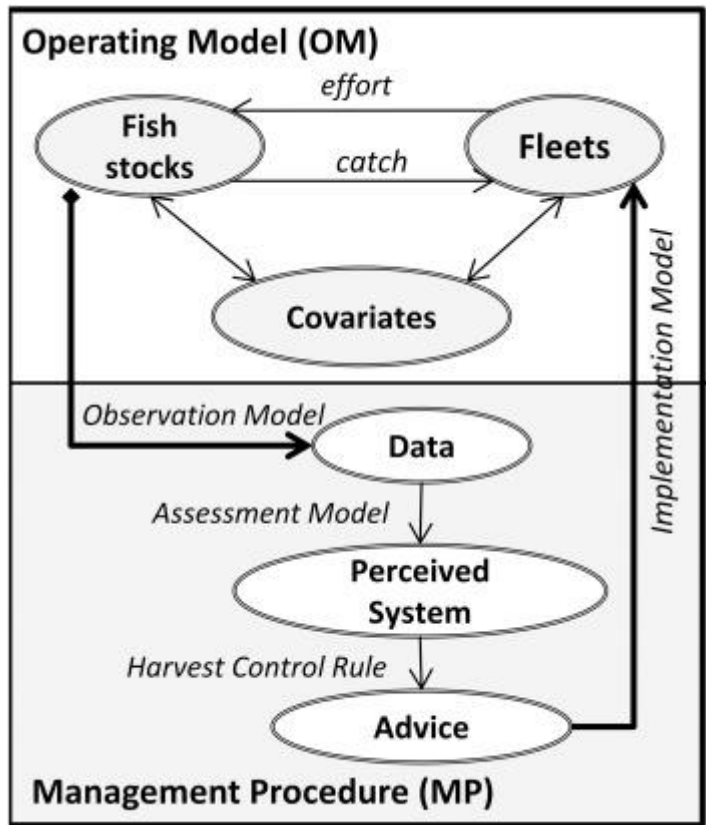 Operating Model (OM)
effort
Fish
stocks
Fleets
catch
Covariates
Implementation Model
Observation Model
Data
Assessment Model
Perceived
System
Harvest Control Rule
Advice
Management Procedure (MP)